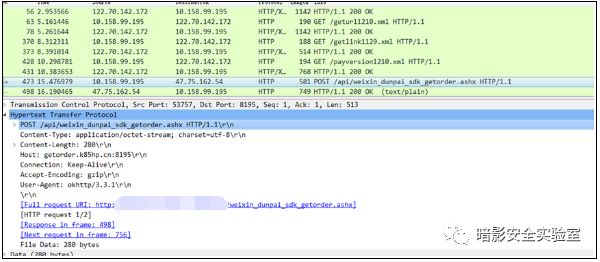 Time Source Destination Protocol Length Info
56 2.953566 122.70.142.172 10.158.99.195 HTTP/X… 1142 HTTP/1.1 200 OK
63 5.161446 10.158.99.195 122.70.142.172 HTTP 190 GET /geturl1210.xml HTTP/1.1
78 5.261644 122.70.142.172 10.158.99.195 HTTP/X… 1142 HTTP/1.1 200 OK
370 8.312311 10.158.99.195 122.70.142.172 HTTP 188 GET /getlink1129.xml HTTP/1.1
373 8.391014 122.70.142.172 10.158.99.195 HTTP/X… 514 HTTP/1.1 200 OK
428 10.298781 10.158.99.195 122.70.142.172 HTTP 194 GET /payversion1210.xml HTTP/1.1
431 10.383653 122.70.142.172 10.158.99.195 HTTP/X… 768 HTTP/1.1 200 OK
473 15.476979 10.158.99.195 47.75.162.54 HTTP 581 POST /api/weixin_dunpai_sdk_getorder.ashx HTTP/1.1
498 16.190465 47.75.162.54 10.158.99.195 HTTP 749 HTTP/1.1 200 OK (text/plain)
Transmission Control Protocol, Src Port: 53757, Dst Port: 8195, Seq: 1, Ack: 1, Len: 513
Hypertext Transfer Protocol
POST /api/weixin_dunpai_sdk_getorder.ashx HTTP/1.1\r\n
Content-Type: application/octet-stream; charset=utf-8\r\n
Content-Length: 280\r\n
Host: getorder.k85hp.cn:8195\r\n
Connection: Keep-Alive\r\n
Accept-Encoding: gzip\r\n
User-Agent: okhttp/3.3.1\r\n
\r\n
[Full request URI: http: /weixin_dunpai_sdk_getorder.ashx]
[HTTP request 1/2]
[Response in frame: 498]
[Next request in frame: 756]
File Data: 280 bytes
Data (280 bytes)
暗影安全实验室